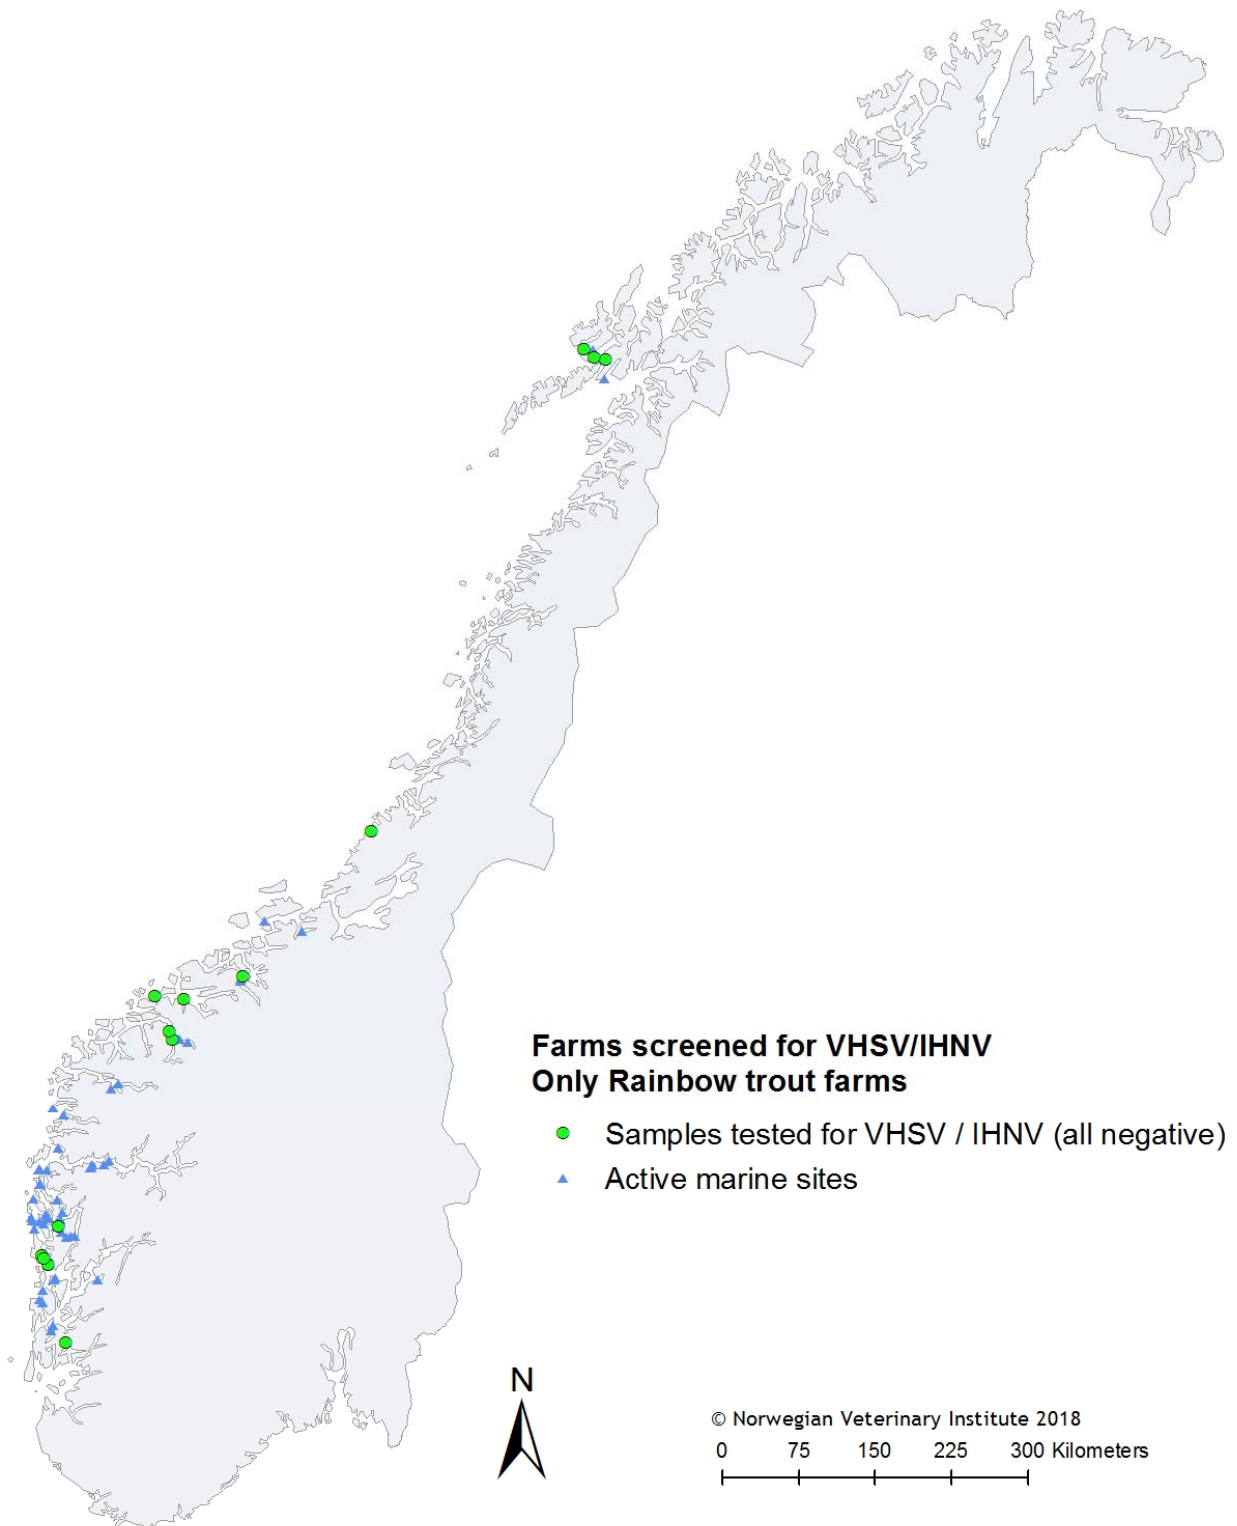 Farms screened for VHSV/IHNV
Only Rainbow trout farms
Samples tested for VHSV / IHNV (all negative)
Active marine sites
N
© Norwegian Veterinary Institute 2018
0 75 150 225 300 Kilometers